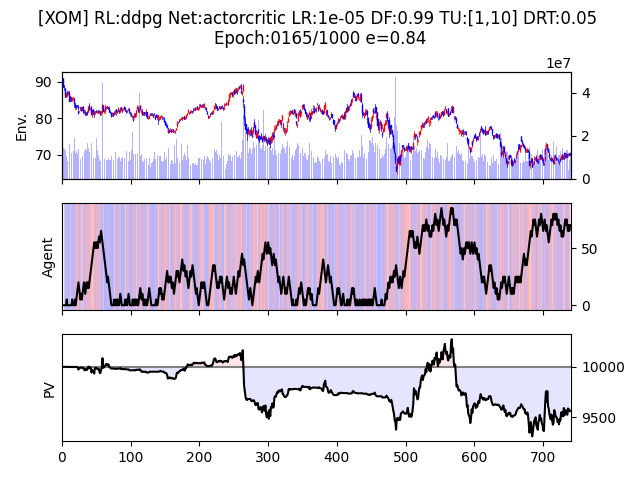 [XOM] RL:ddpg Net:actorcritic LR:1e-05 DF:0.99 TU:[1,10] DRT:0.05
Epoch:0165/1000 e=0.84
1e7
90
80
70
Env.
4
2
0
Agent
50
0
PV
10000
9500
0 100 200 300 400 500 600 700